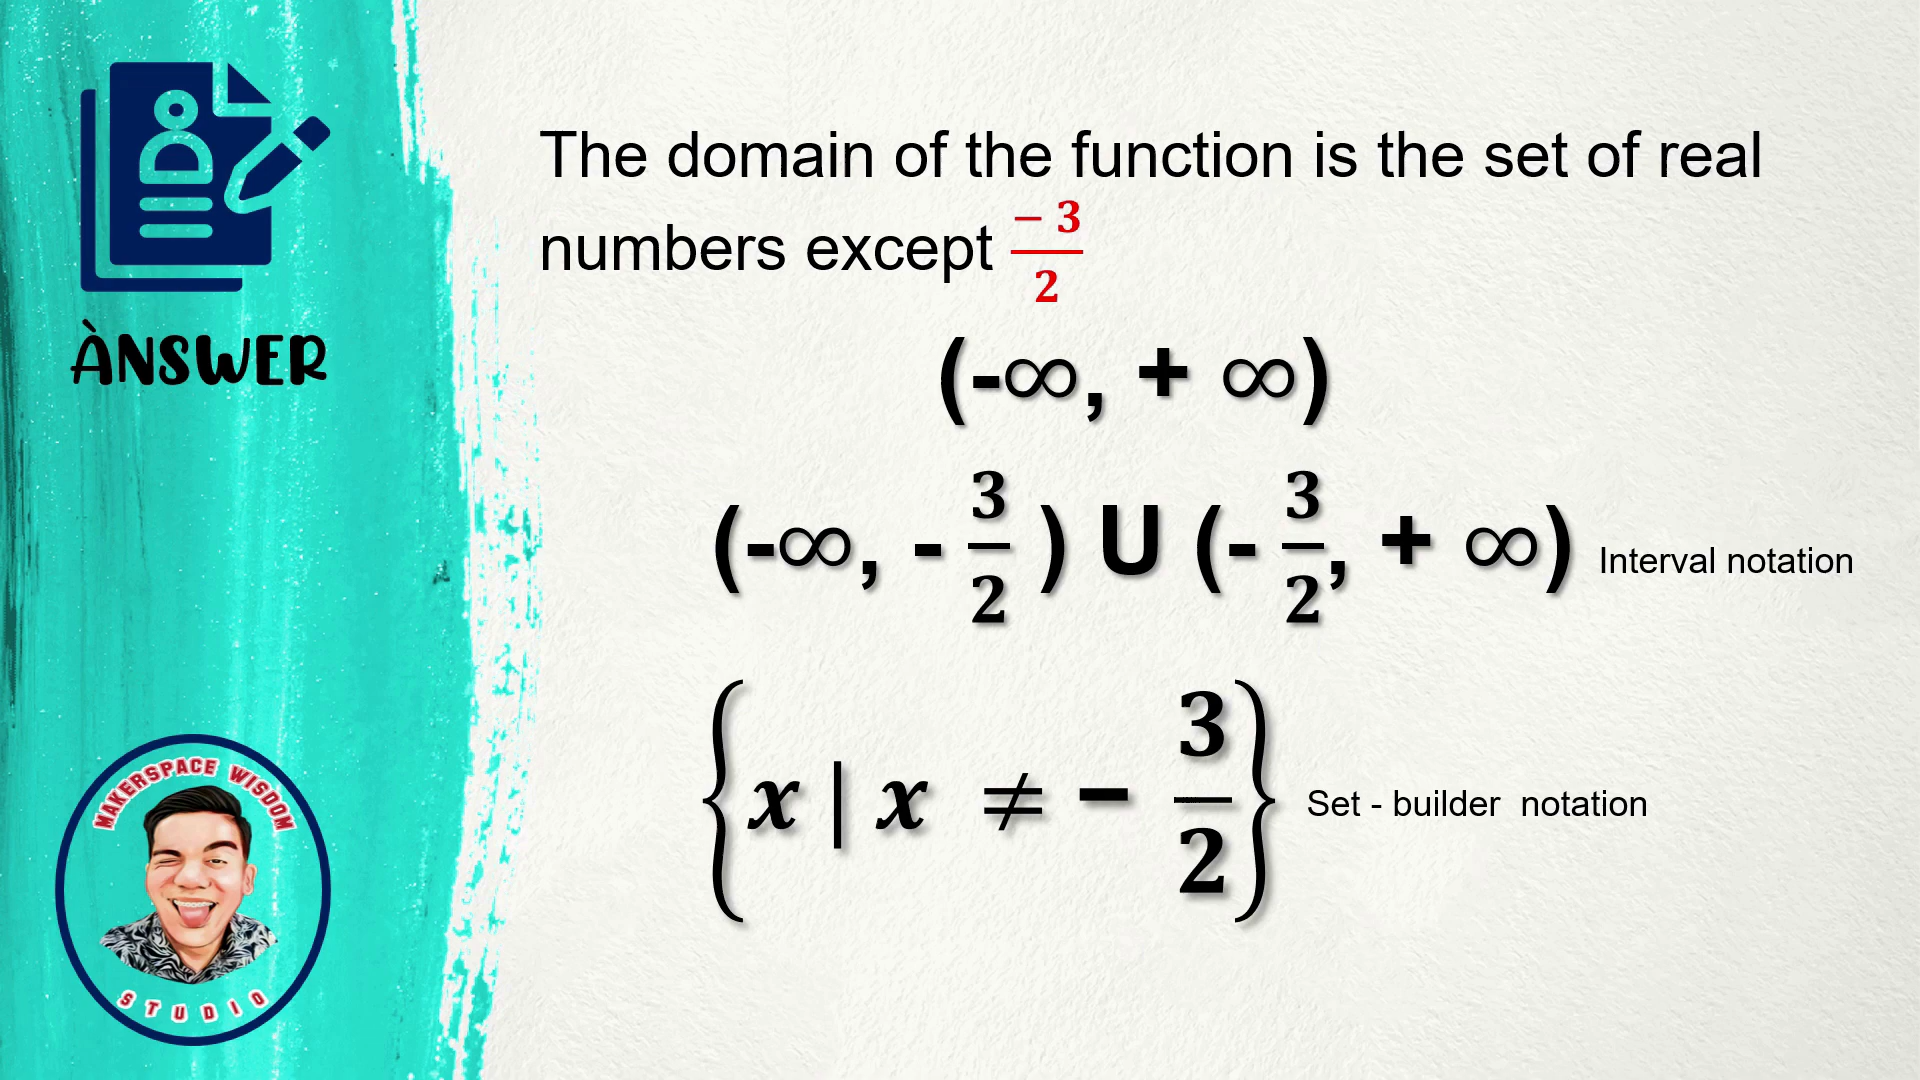 ÀNSWER
The domain of the function is the set of real
numbers except −3/2
(-∞, + ∞)
(-∞, - 3/2 ) U (- 3/2, + ∞) Interval notation
{x | x ≠ − 3/2} Set - builder notation
MAKERSPACE WISDOM
STUDIO